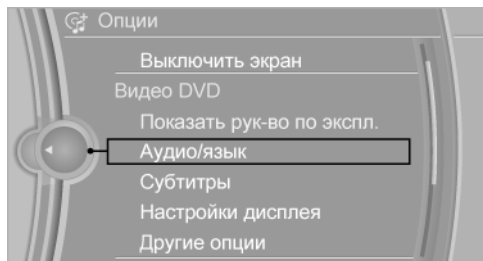 Опции
Выключить экран
Видео DVD
Показать рук-во по экспл.
Аудио/язык
Субтитры
Настройки дисплея
Другие опции